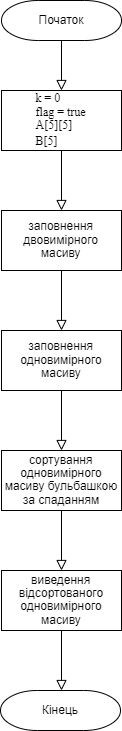 Початок
k = 0
flag = true
A[5][5]
B[5]
заповнення
двовимірного
масиву
заповнення
одновимірного
масиву
сортування
одновимірного
масиву бульбашкою
за спаданням
виведення
відсортованого
одновимірного
масиву
Кінець